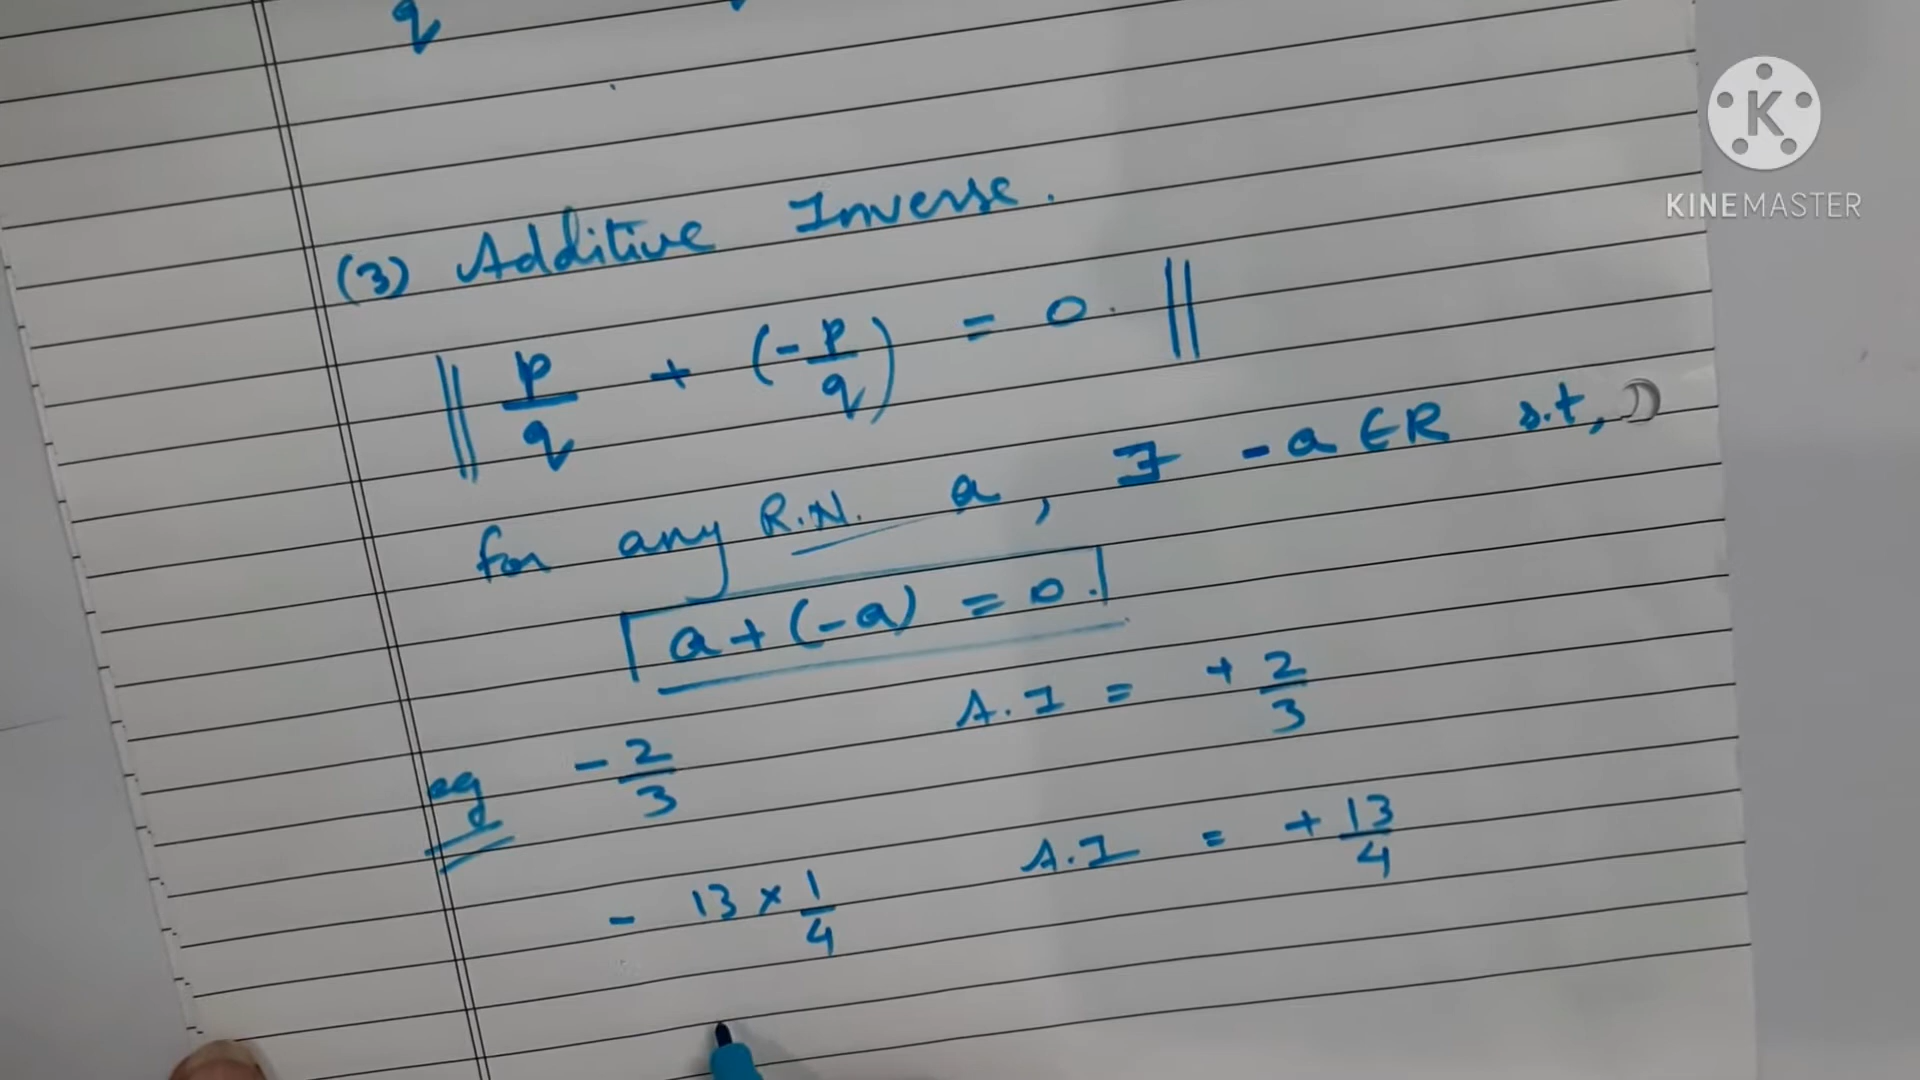 q
K
KINEMASTER
(3) Additive Inverse.
|| p/q + (-p/q) = 0. ||
for any R.N. a, ∃ -a ∈ R s.t,
a + (-a) = 0.
eg -2/3 A.I = +2/3
- 13 × 1/4 A.I = +13/4